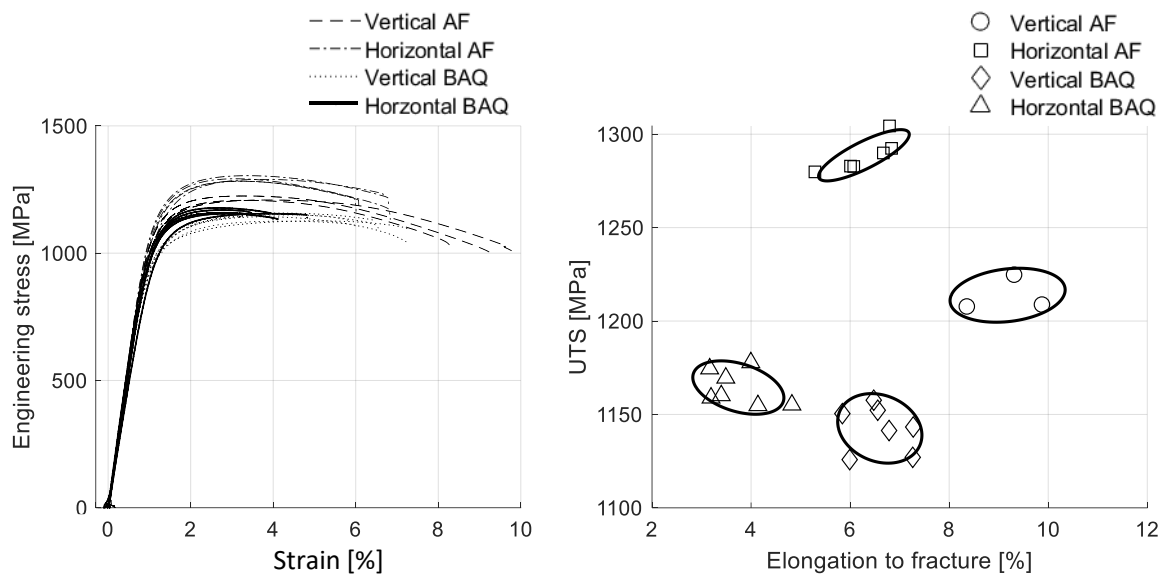 Vertical AF
Horizontal AF
Vertical BAQ
Horzontal BAQ
1500
1000
500
0
0
2
4
6
8
10
Engineering stress [MPa]
Strain [%]
Vertical AF
Horizontal AF
Vertical BAQ
Horzontal BAQ
1300
1250
1200
1150
1100
2
4
6
8
10
12
UTS [MPa]
Elongation to fracture [%]